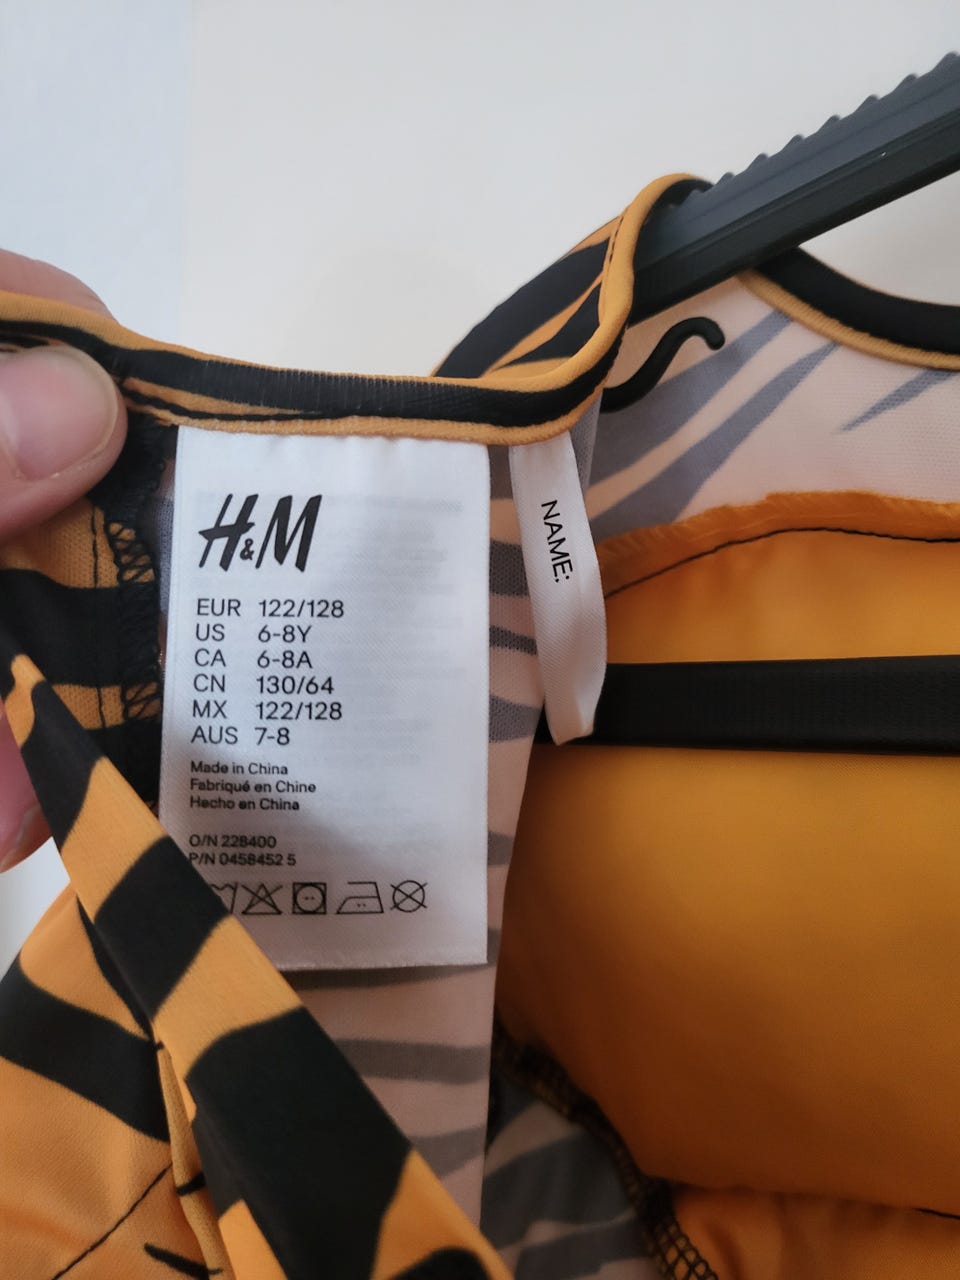 H&M
EUR 122/128
US 6-8Y
CA 6-8A
CN 130/64
MX 122/128
AUS 7-8
Made in China
Fabriqué en Chine
Hecho en China
O/N 228400
P/N 0458452 5
NAME: